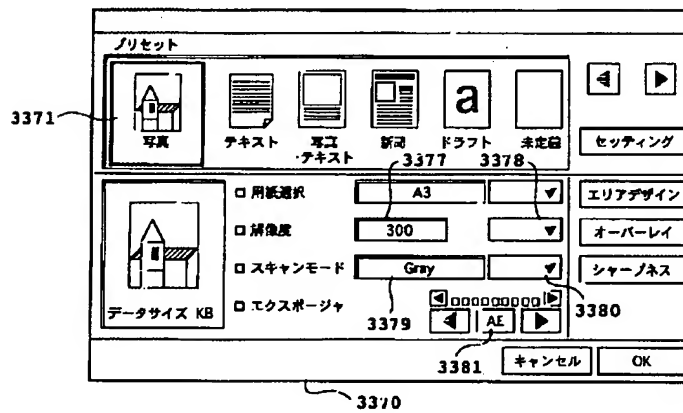 プリセット
3371
写真
テキスト
写真
・テキスト
新聞
a
ドラフト
未定義
セッティング
3377
3378
用紙選択
A3
エリアデザイン
解像度
300
オーバーレイ
スキャンモード
Gray
シャープネス
3380
データサイズ KB
エクスポージャ
3379
AE
3381
キャンセル
OK
3370